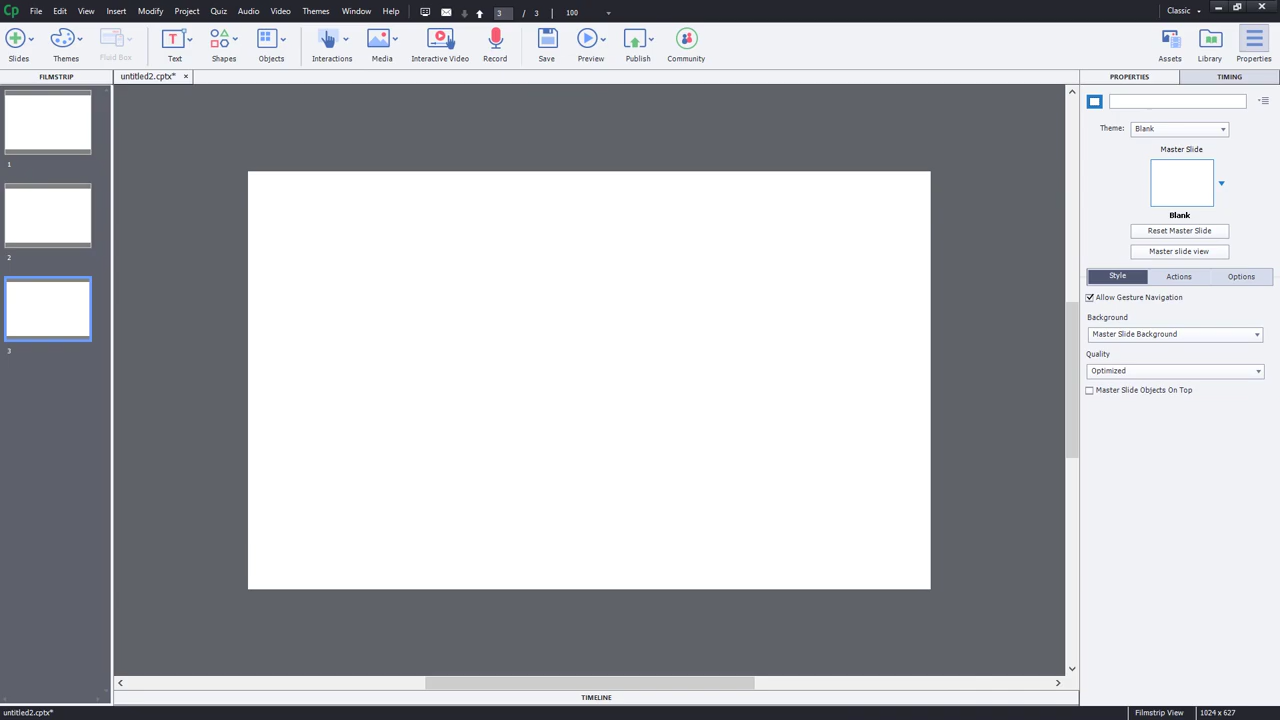 Cp File Edit View Insert Modify Project Quiz Audio Video Themes Window Help 3 / 3 100 Classic
Slides Themes Fluid Box Text Shapes Objects Interactions Media Interactive Video Record Save Preview Publish Community Assets Library Properties
FILMSTRIP untitled2.cptx* × PROPERTIES TIMING
1
2
3
Theme: Blank
Master Slide
Blank
Reset Master Slide
Master slide view
Style Actions Options
Allow Gesture Navigation
Background
Master Slide Background
Quality
Optimized
Master Slide Objects On Top
TIMELINE
untitled2.cptx* Filmstrip View 1024 x 627